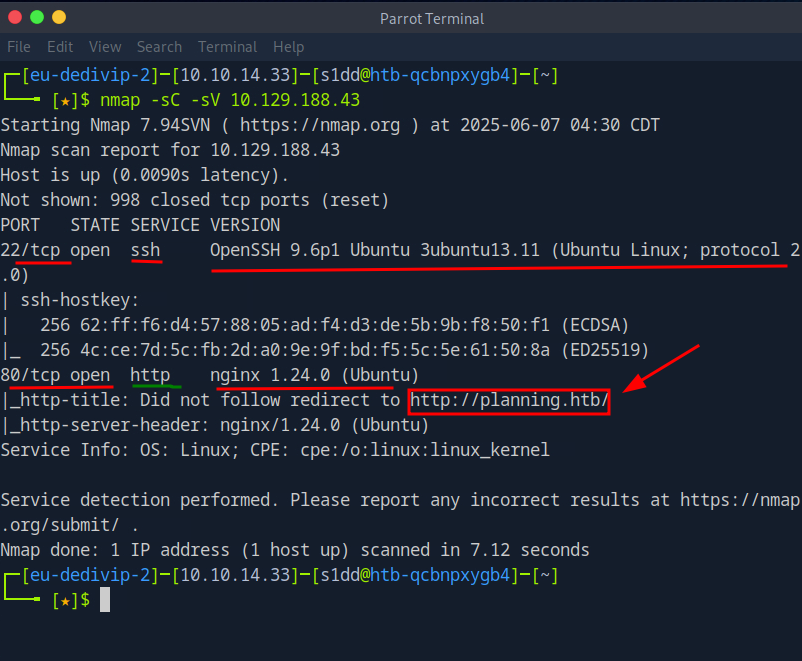 Parrot Terminal
File Edit View Search Terminal Help
┌─[eu-dedivip-2]─[10.10.14.33]─[s1dd@htb-qcbnpxygb4]─[~]
└──╼ [★]$ nmap -sC -sV 10.129.188.43
Starting Nmap 7.94SVN ( https://nmap.org ) at 2025-06-07 04:30 CDT
Nmap scan report for 10.129.188.43
Host is up (0.0090s latency).
Not shown: 998 closed tcp ports (reset)
PORT   STATE SERVICE VERSION
22/tcp open  ssh     OpenSSH 9.6p1 Ubuntu 3ubuntu13.11 (Ubuntu Linux; protocol 2
.0)
| ssh-hostkey:
|   256 62:ff:f6:d4:57:88:05:ad:f4:d3:de:5b:9b:f8:50:f1 (ECDSA)
|_  256 4c:ce:7d:5c:fb:2d:a0:9e:9f:bd:f5:5c:5e:61:50:8a (ED25519)
80/tcp open  http    nginx 1.24.0 (Ubuntu)
|_http-title: Did not follow redirect to http://planning.htb/
|_http-server-header: nginx/1.24.0 (Ubuntu)
Service Info: OS: Linux; CPE: cpe:/o:linux:linux_kernel
Service detection performed. Please report any incorrect results at https://nmap
.org/submit/ .
Nmap done: 1 IP address (1 host up) scanned in 7.12 seconds
┌─[eu-dedivip-2]─[10.10.14.33]─[s1dd@htb-qcbnpxygb4]─[~]
└──╼ [★]$